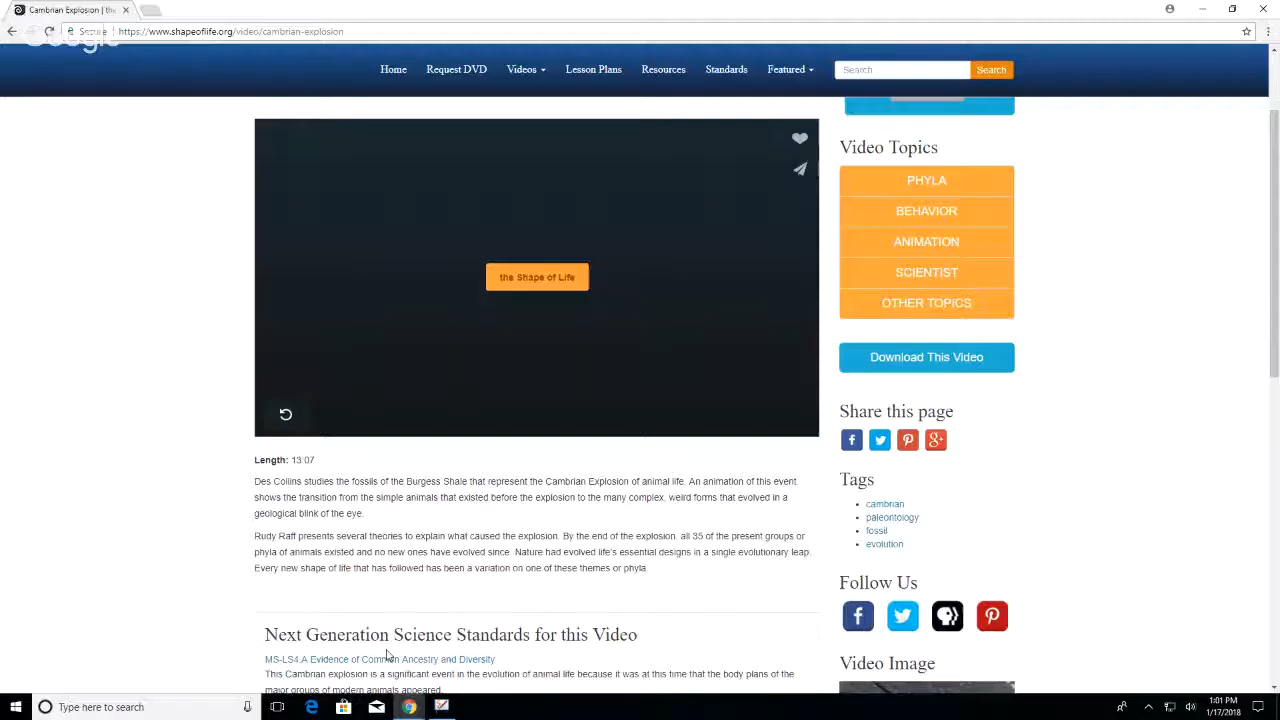 Cambrian Explosion | the
Secure
https://www.shapeoflife.org/video/cambrian-explosion
Google
Home
Request DVD
Videos
Lesson Plans
Resources
Standards
Featured
Search
Search
the Shape of Life
Length: 13:07
Des Collins studies the fossils of the Burgess Shale that represent the Cambrian Explosion of animal life. An animation of this event
shows the transition from the simple animals that existed before the explosion to the many complex, weird forms that evolved in a
geological blink of the eye.
Rudy Raff presents several theories to explain what caused the explosion. By the end of the explosion, all 35 of the present groups or
phyla of animals existed and no new ones have evolved since. Nature had evolved life's essential designs in a single evolutionary leap.
Every new shape of life that has followed has been a variation on one of these themes or phyla.
Next Generation Science Standards for this Video
MS-LS4.A Evidence of Common Ancestry and Diversity
This Cambrian explosion is a significant event in the evolution of animal life because it was at this time that the body plans of the
major groups of modern animals appeared.
Video Topics
PHYLA
BEHAVIOR
ANIMATION
SCIENTIST
OTHER TOPICS
Download This Video
Share this page
Tags
cambrian
paleontology
fossil
evolution
Follow Us
Video Image
Type here to search
1:01 PM
1/17/2018